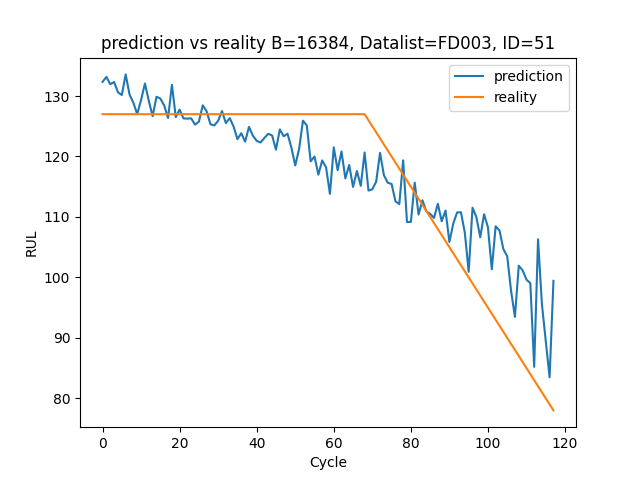 prediction vs reality B=16384, Datalist=FD003, ID=51
prediction
reality
RUL
130
120
110
100
90
80
0 20 40 60 80 100 120
Cycle